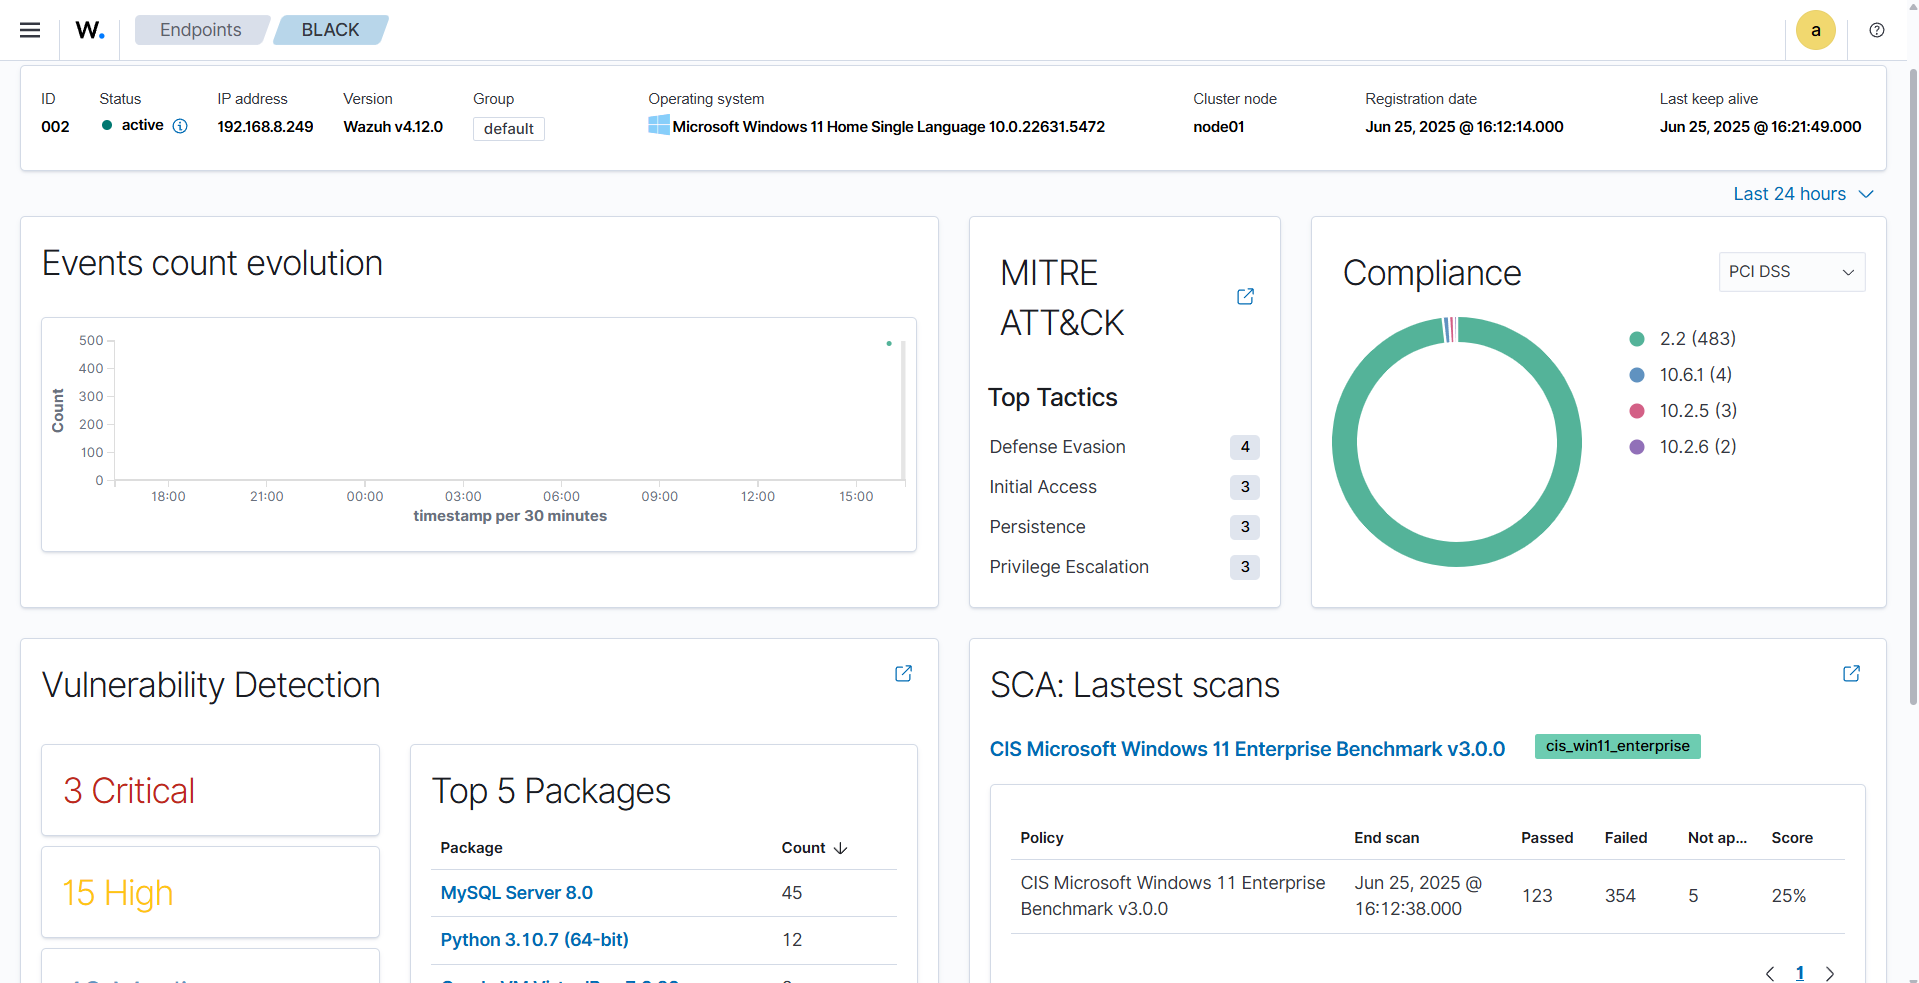 W.
Endpoints
BLACK
a
ID
Status
IP address
Version
Group
Operating system
Cluster node
Registration date
Last keep alive
002
active
192.168.8.249
Wazuh v4.12.0
default
Microsoft Windows 11 Home Single Language 10.0.22631.5472
node01
Jun 25, 2025 @ 16:12:14.000
Jun 25, 2025 @ 16:21:49.000
Last 24 hours
Events count evolution
500
400
300
200
100
0
Count
18:00
21:00
00:00
03:00
06:00
09:00
12:00
15:00
timestamp per 30 minutes
MITRE
ATT&CK
Top Tactics
Defense Evasion 4
Initial Access 3
Persistence 3
Privilege Escalation 3
Compliance
PCI DSS
2.2 (483)
10.6.1 (4)
10.2.5 (3)
10.2.6 (2)
Vulnerability Detection
3 Critical
15 High
Top 5 Packages
Package Count
MySQL Server 8.0 45
Python 3.10.7 (64-bit) 12
SCA: Lastest scans
CIS Microsoft Windows 11 Enterprise Benchmark v3.0.0
cis_win11_enterprise
Policy End scan Passed Failed Not ap... Score
CIS Microsoft Windows 11 Enterprise
Benchmark v3.0.0
Jun 25, 2025 @
16:12:38.000
123
354
5
25%
1